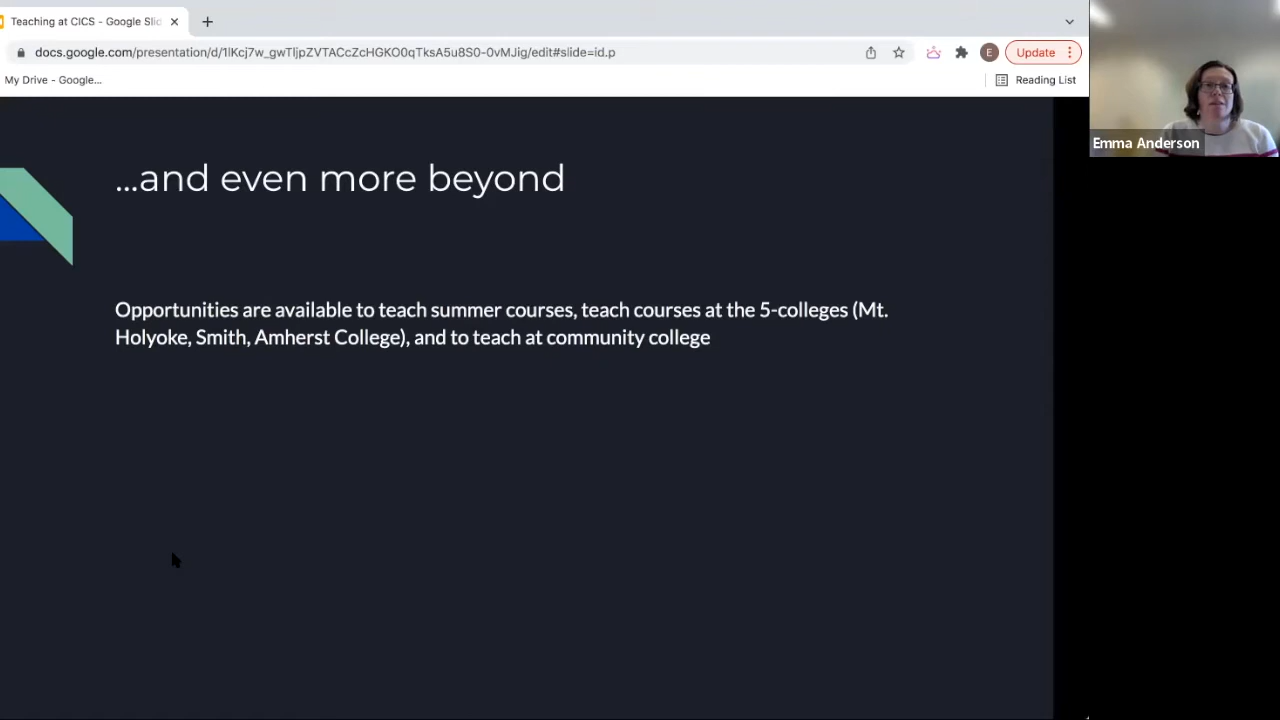 Teaching at CICS - Google Slid
docs.google.com/presentation/d/1lKcj7w_gwTljpZVTACcZcHGKO0qTksA5u8S0-0vMJig/edit#slide=id.p
E
Update
My Drive - Google...
Reading List
Emma Anderson
...and even more beyond
Opportunities are available to teach summer courses, teach courses at the 5-colleges (Mt.
Holyoke, Smith, Amherst College), and to teach at community college